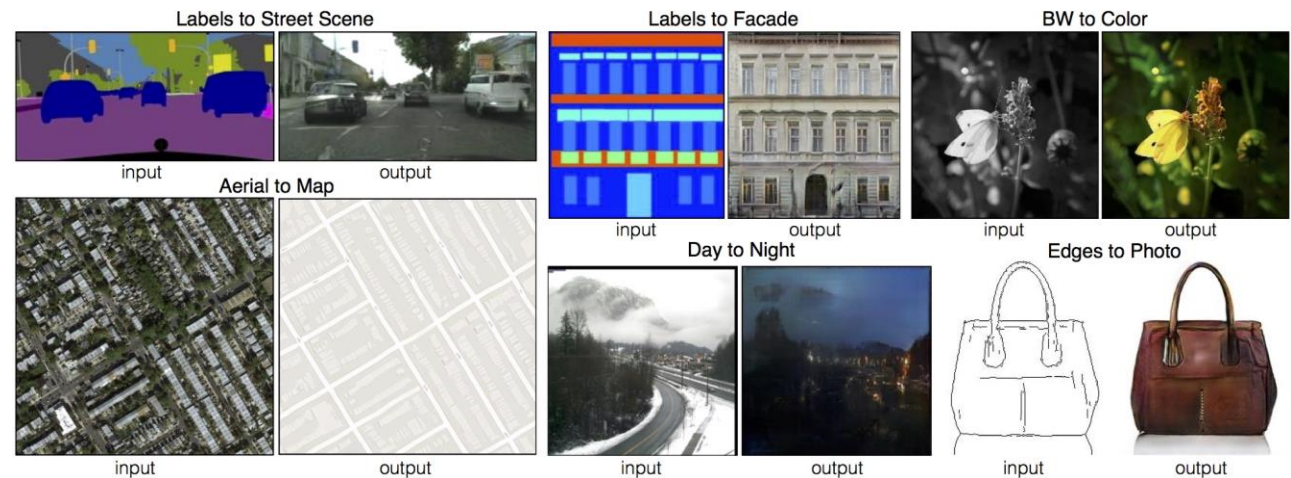 Labels to Street Scene
input
output
Aerial to Map
input
output
Labels to Facade
input
output
BW to Color
input
output
Day to Night
input
output
Edges to Photo
input
output